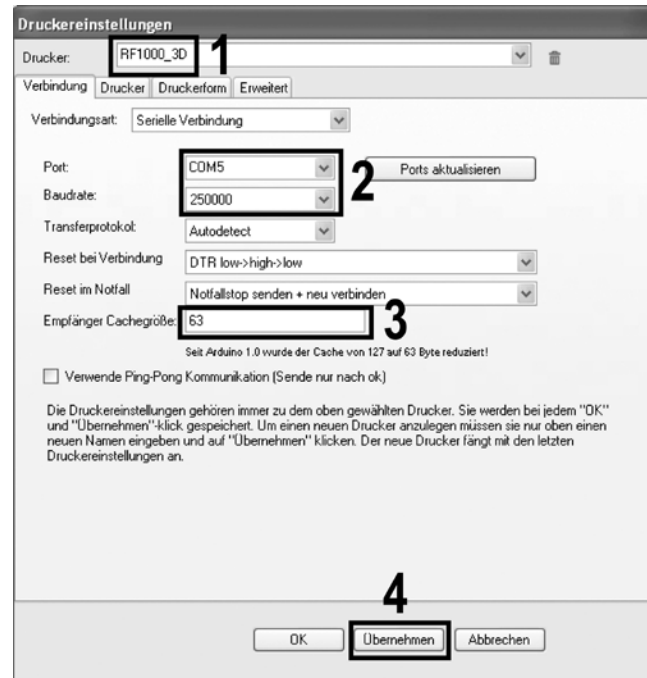 Druckereinstellungen
Drucker: RF1000_3D 1
Verbindung Drucker Druckerform Erweitert
Verbindungsart: Serielle Verbindung
Port: COM5 Ports aktualisieren
2
Baudrate: 250000
Transferprotokol: Autodetect
Reset bei Verbindung DTR low->high->low
Reset im Notfall Notfallstop senden + neu verbinden
Empfänger Cachegröße: 63 3
Seit Arduino 1.0 wurde der Cache von 127 auf 63 Byte reduziert!
Verwende Ping-Pong Kommunikation (Sende nur nach ok)
Die Druckereinstellungen gehören immer zu dem oben gewählten Drucker. Sie werden bei jedem "OK"
und "Übernehmen"-klick gespeichert. Um einen neuen Drucker anzulegen müssen sie nur oben einen
neuen Namen eingeben und auf "Übernehmen" klicken. Der neue Drucker fängt mit den letzten
Druckereinstellungen an.
4
OK Übernehmen Abbrechen